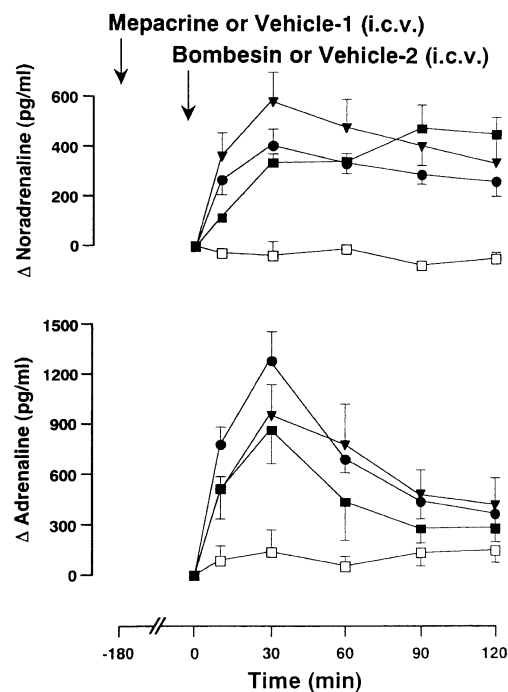 Mepacrine or Vehicle-1 (i.c.v.)
Bombesin or Vehicle-2 (i.c.v.)
Δ Noradrenaline (pg/ml)
600
400
200
0
Δ Adrenaline (pg/ml)
1500
1200
900
600
300
0
-180 0 30 60 90 120
Time (min)